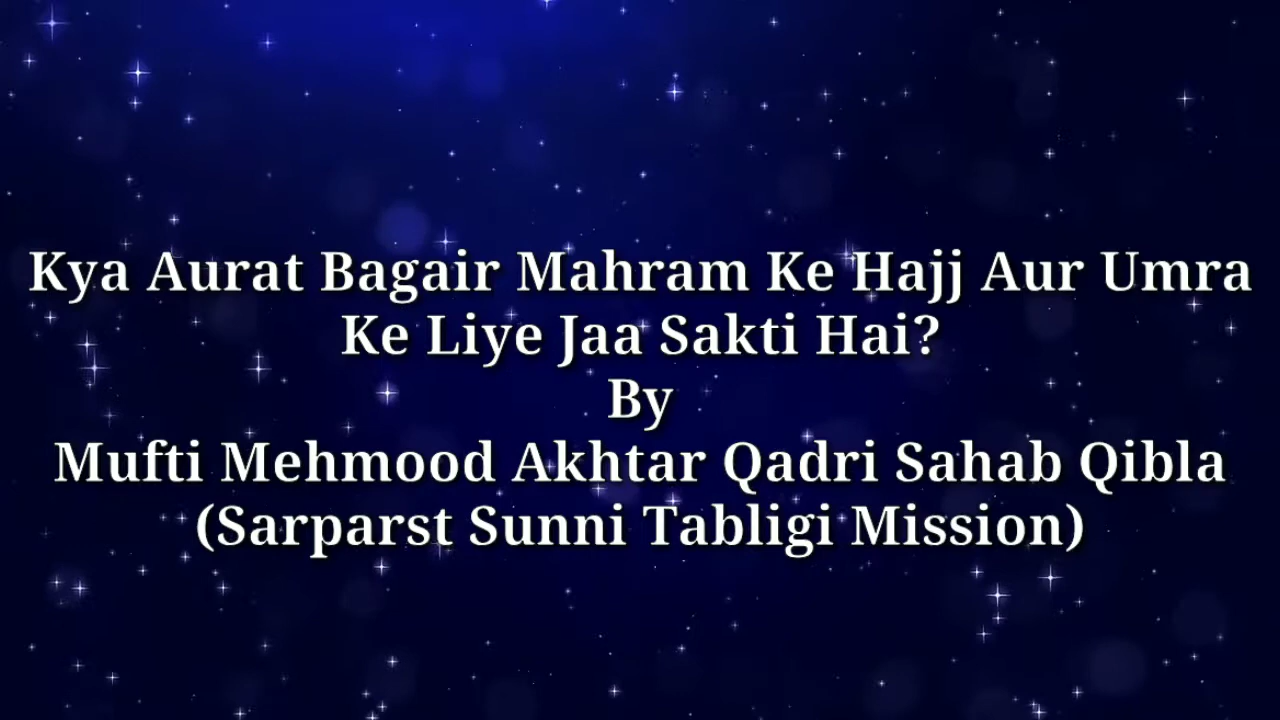 Kya Aurat Bagair Mahram Ke Hajj Aur Umra
Ke Liye Jaa Sakti Hai?
By
Mufti Mehmood Akhtar Qadri Sahab Qibla
(Sarparst Sunni Tabligi Mission)